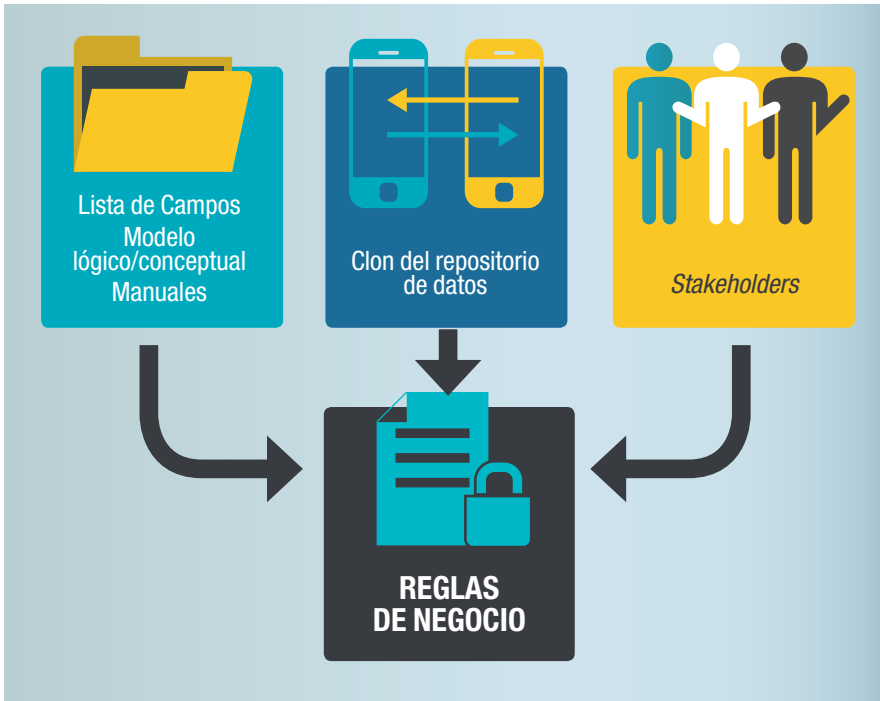 Lista de Campos
Modelo
lógico/conceptual
Manuales
Clon del repositorio
de datos
Stakeholders
REGLAS
DE NEGOCIO